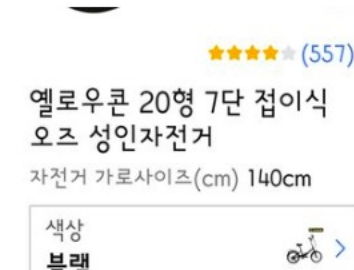 (557)
옐로우콘 20형 7단 접이식
오즈 성인자전거
자전거 가로사이즈(cm) 140cm
색상
블랙